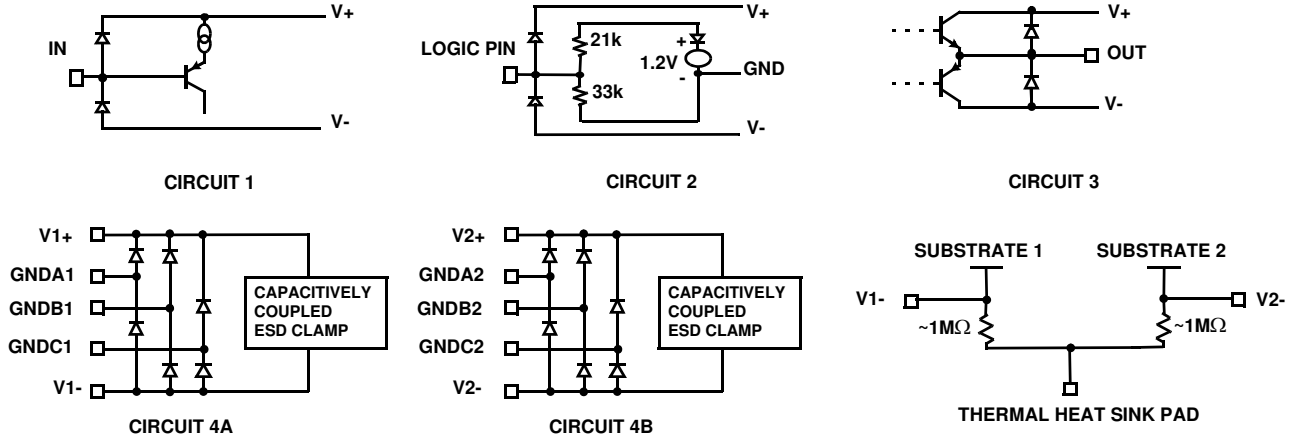 V+
IN
V-
CIRCUIT 1
V+
LOGIC PIN
21k
+
1.2V
-
GND
33k
V-
CIRCUIT 2
V+
OUT
V-
CIRCUIT 3
V1+
GNDA1
GNDB1
GNDC1
V1-
CAPACITIVELY
COUPLED
ESD CLAMP
CIRCUIT 4A
V2+
GNDA2
GNDB2
GNDC2
V2-
CAPACITIVELY
COUPLED
ESD CLAMP
CIRCUIT 4B
SUBSTRATE 1
SUBSTRATE 2
V1-
V2-
~1MΩ
~1MΩ
THERMAL HEAT SINK PAD